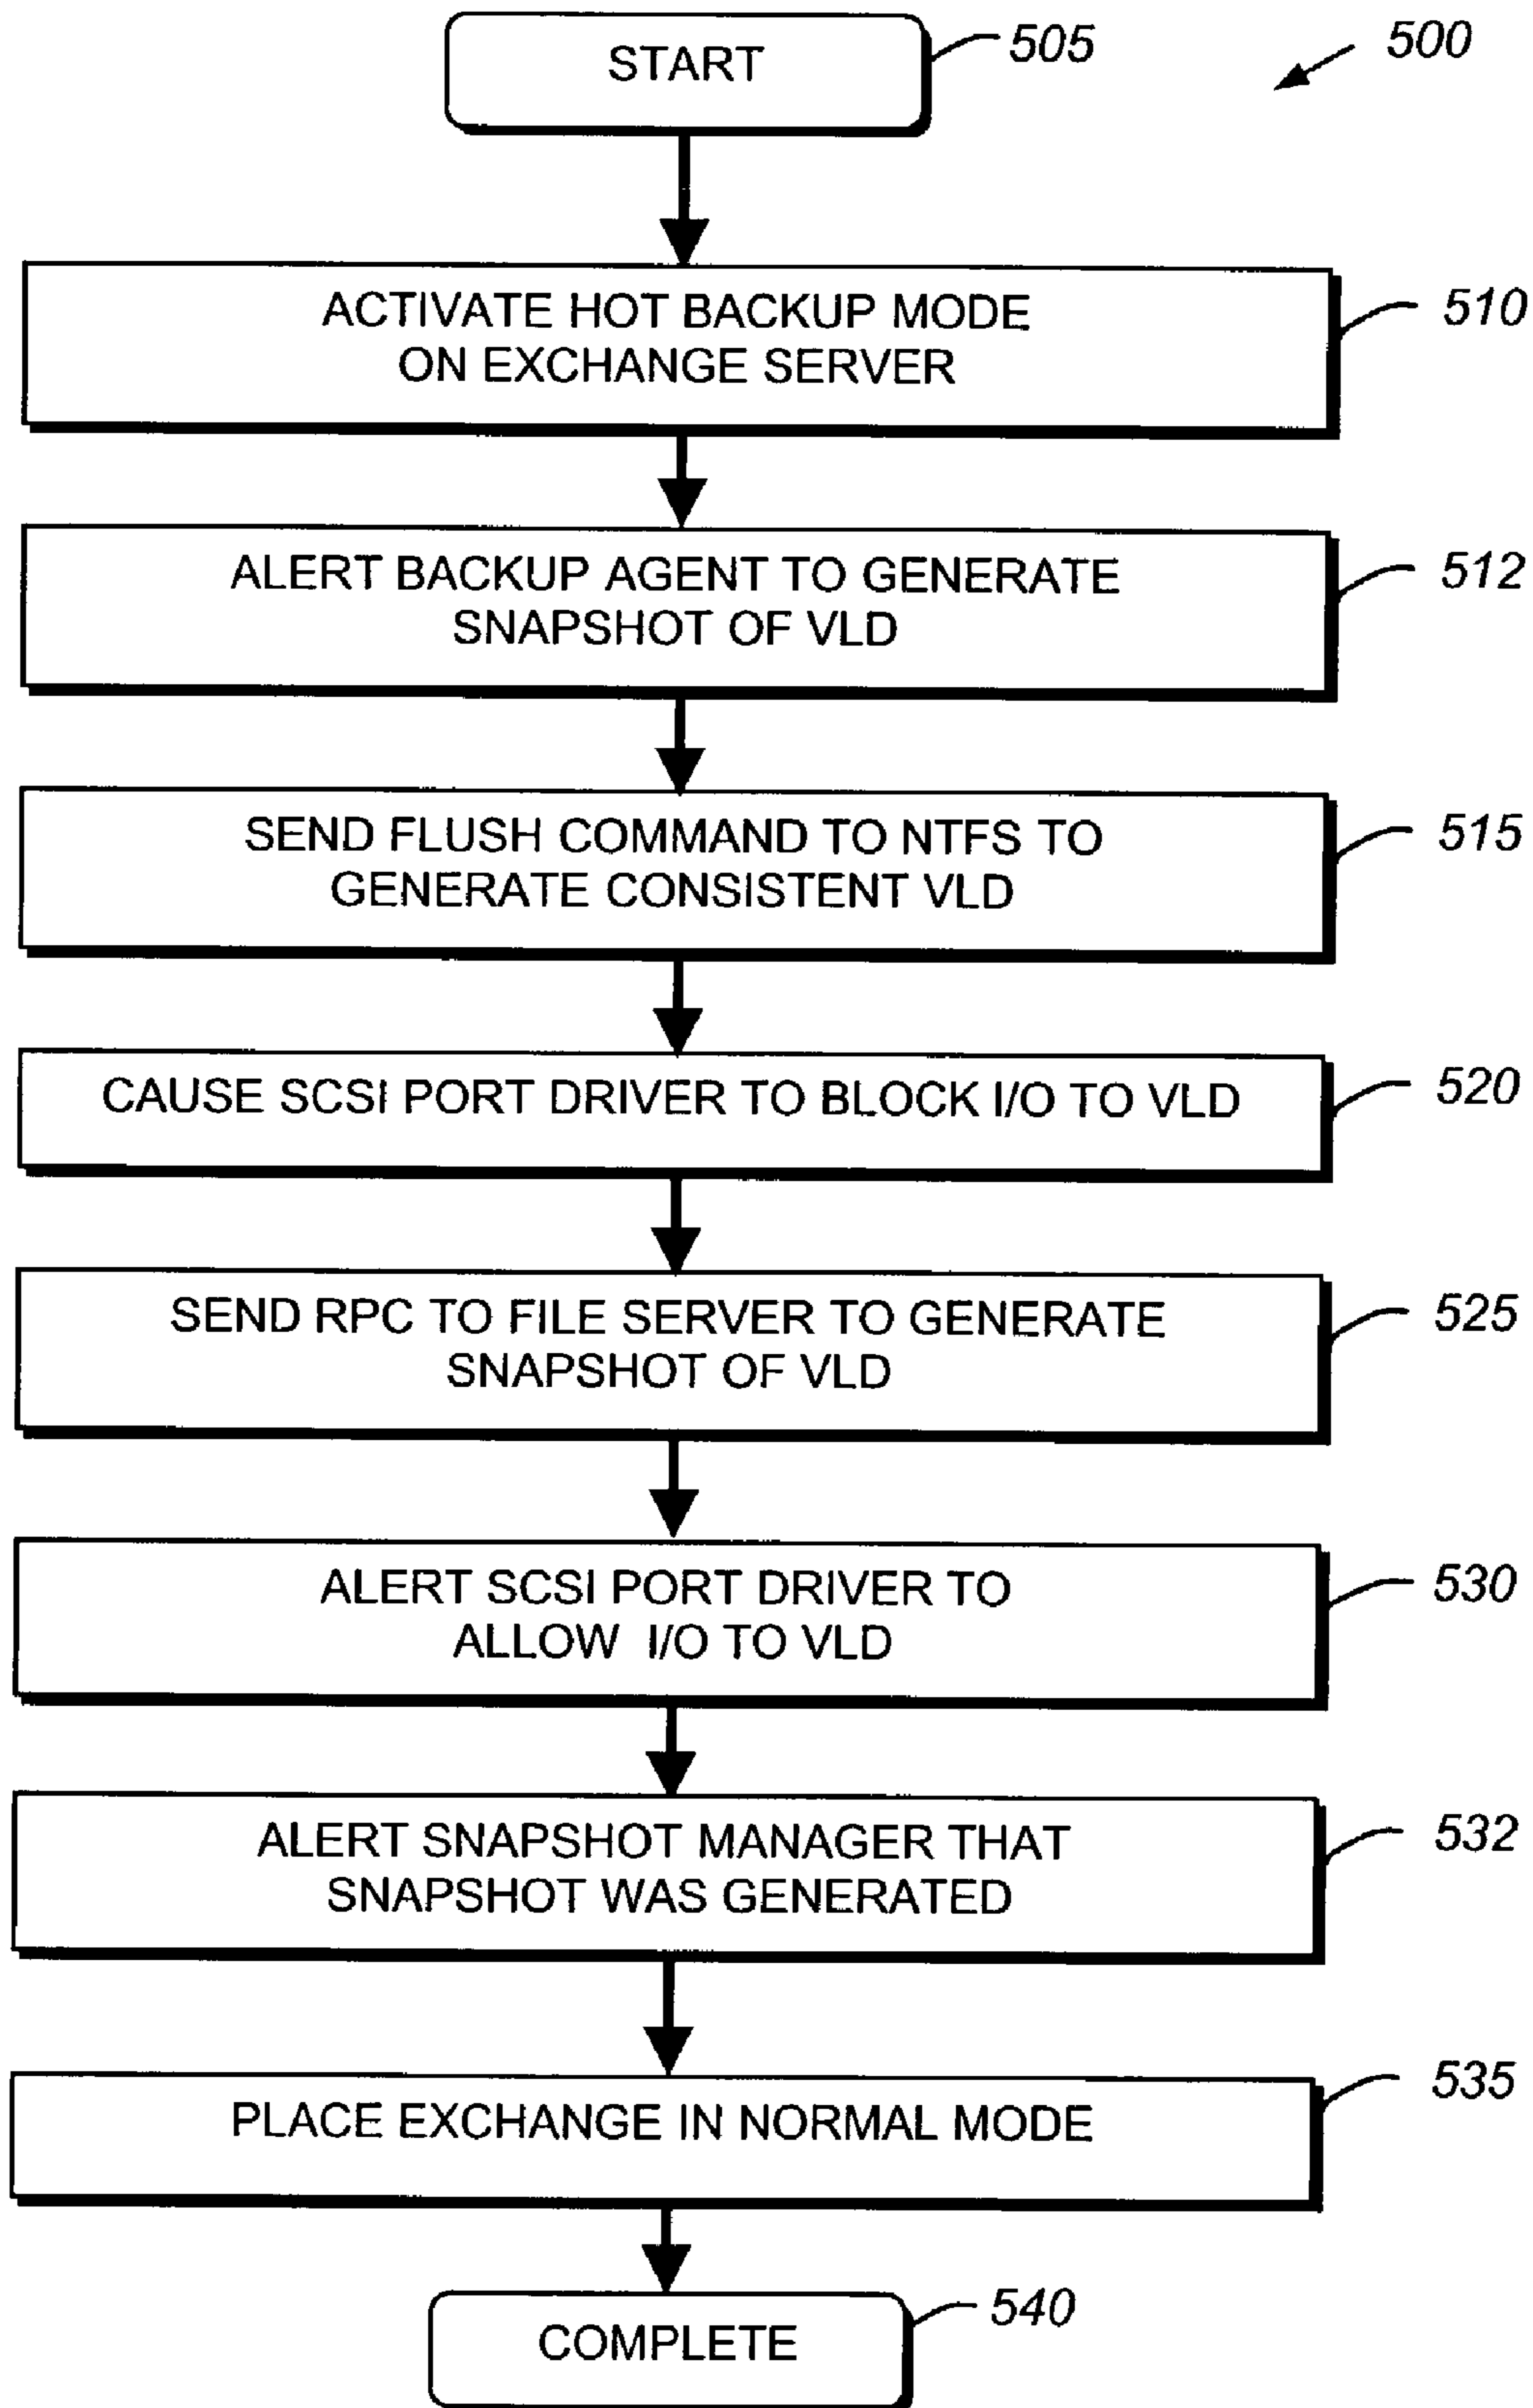 START
505
500
ACTIVATE HOT BACKUP MODE
ON EXCHANGE SERVER
510
ALERT BACKUP AGENT TO GENERATE
SNAPSHOT OF VLD
512
SEND FLUSH COMMAND TO NTFS TO
GENERATE CONSISTENT VLD
515
CAUSE SCSI PORT DRIVER TO BLOCK I/O TO VLD
520
SEND RPC TO FILE SERVER TO GENERATE
SNAPSHOT OF VLD
525
ALERT SCSI PORT DRIVER TO
ALLOW I/O TO VLD
530
ALERT SNAPSHOT MANAGER THAT
SNAPSHOT WAS GENERATED
532
PLACE EXCHANGE IN NORMAL MODE
535
COMPLETE
540